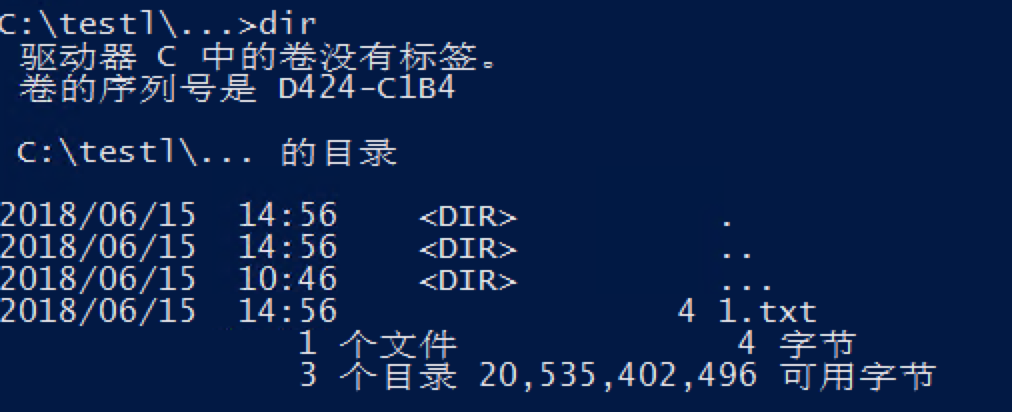 C:\test1\...>dir
驱动器 C 中的卷没有标签。
卷的序列号是 D424-C1B4
C:\test1\... 的目录
2018/06/15 14:56 <DIR> .
2018/06/15 14:56 <DIR> ..
2018/06/15 10:46 <DIR> ...
2018/06/15 14:56 4 1.txt
1 个文件 4 字节
3 个目录 20,535,402,496 可用字节